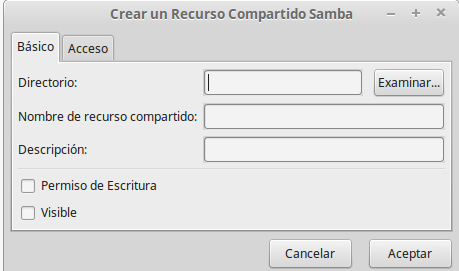 Crear un Recurso Compartido Samba
Básico Acceso
Directorio: Examinar...
Nombre de recurso compartido:
Descripción:
Permiso de Escritura
Visible
Cancelar Aceptar